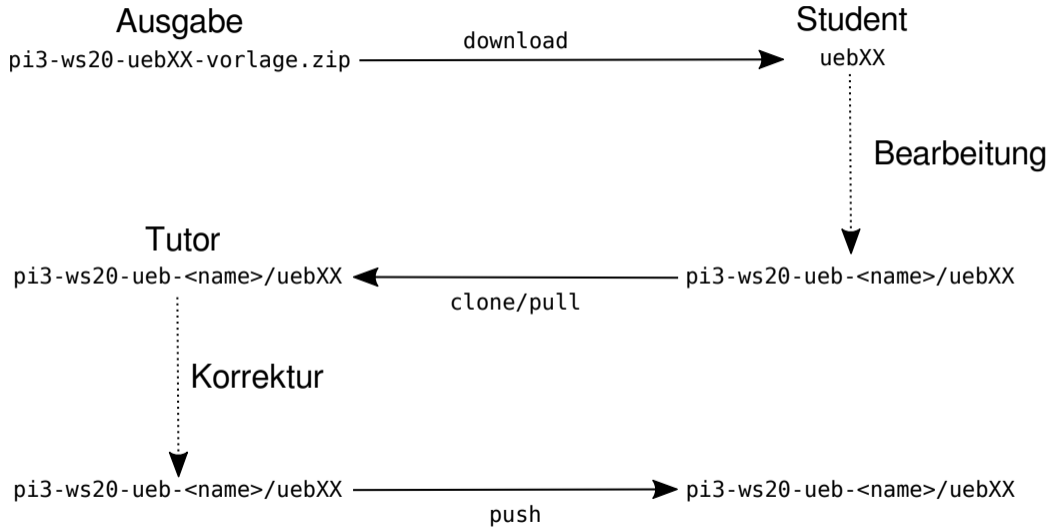 Ausgabe
Student
pi3-ws20-uebXX-vorlage.zip
download
uebXX
Bearbeitung
Tutor
pi3-ws20-ueb-<name>/uebXX
clone/pull
pi3-ws20-ueb-<name>/uebXX
Korrektur
pi3-ws20-ueb-<name>/uebXX
push
pi3-ws20-ueb-<name>/uebXX